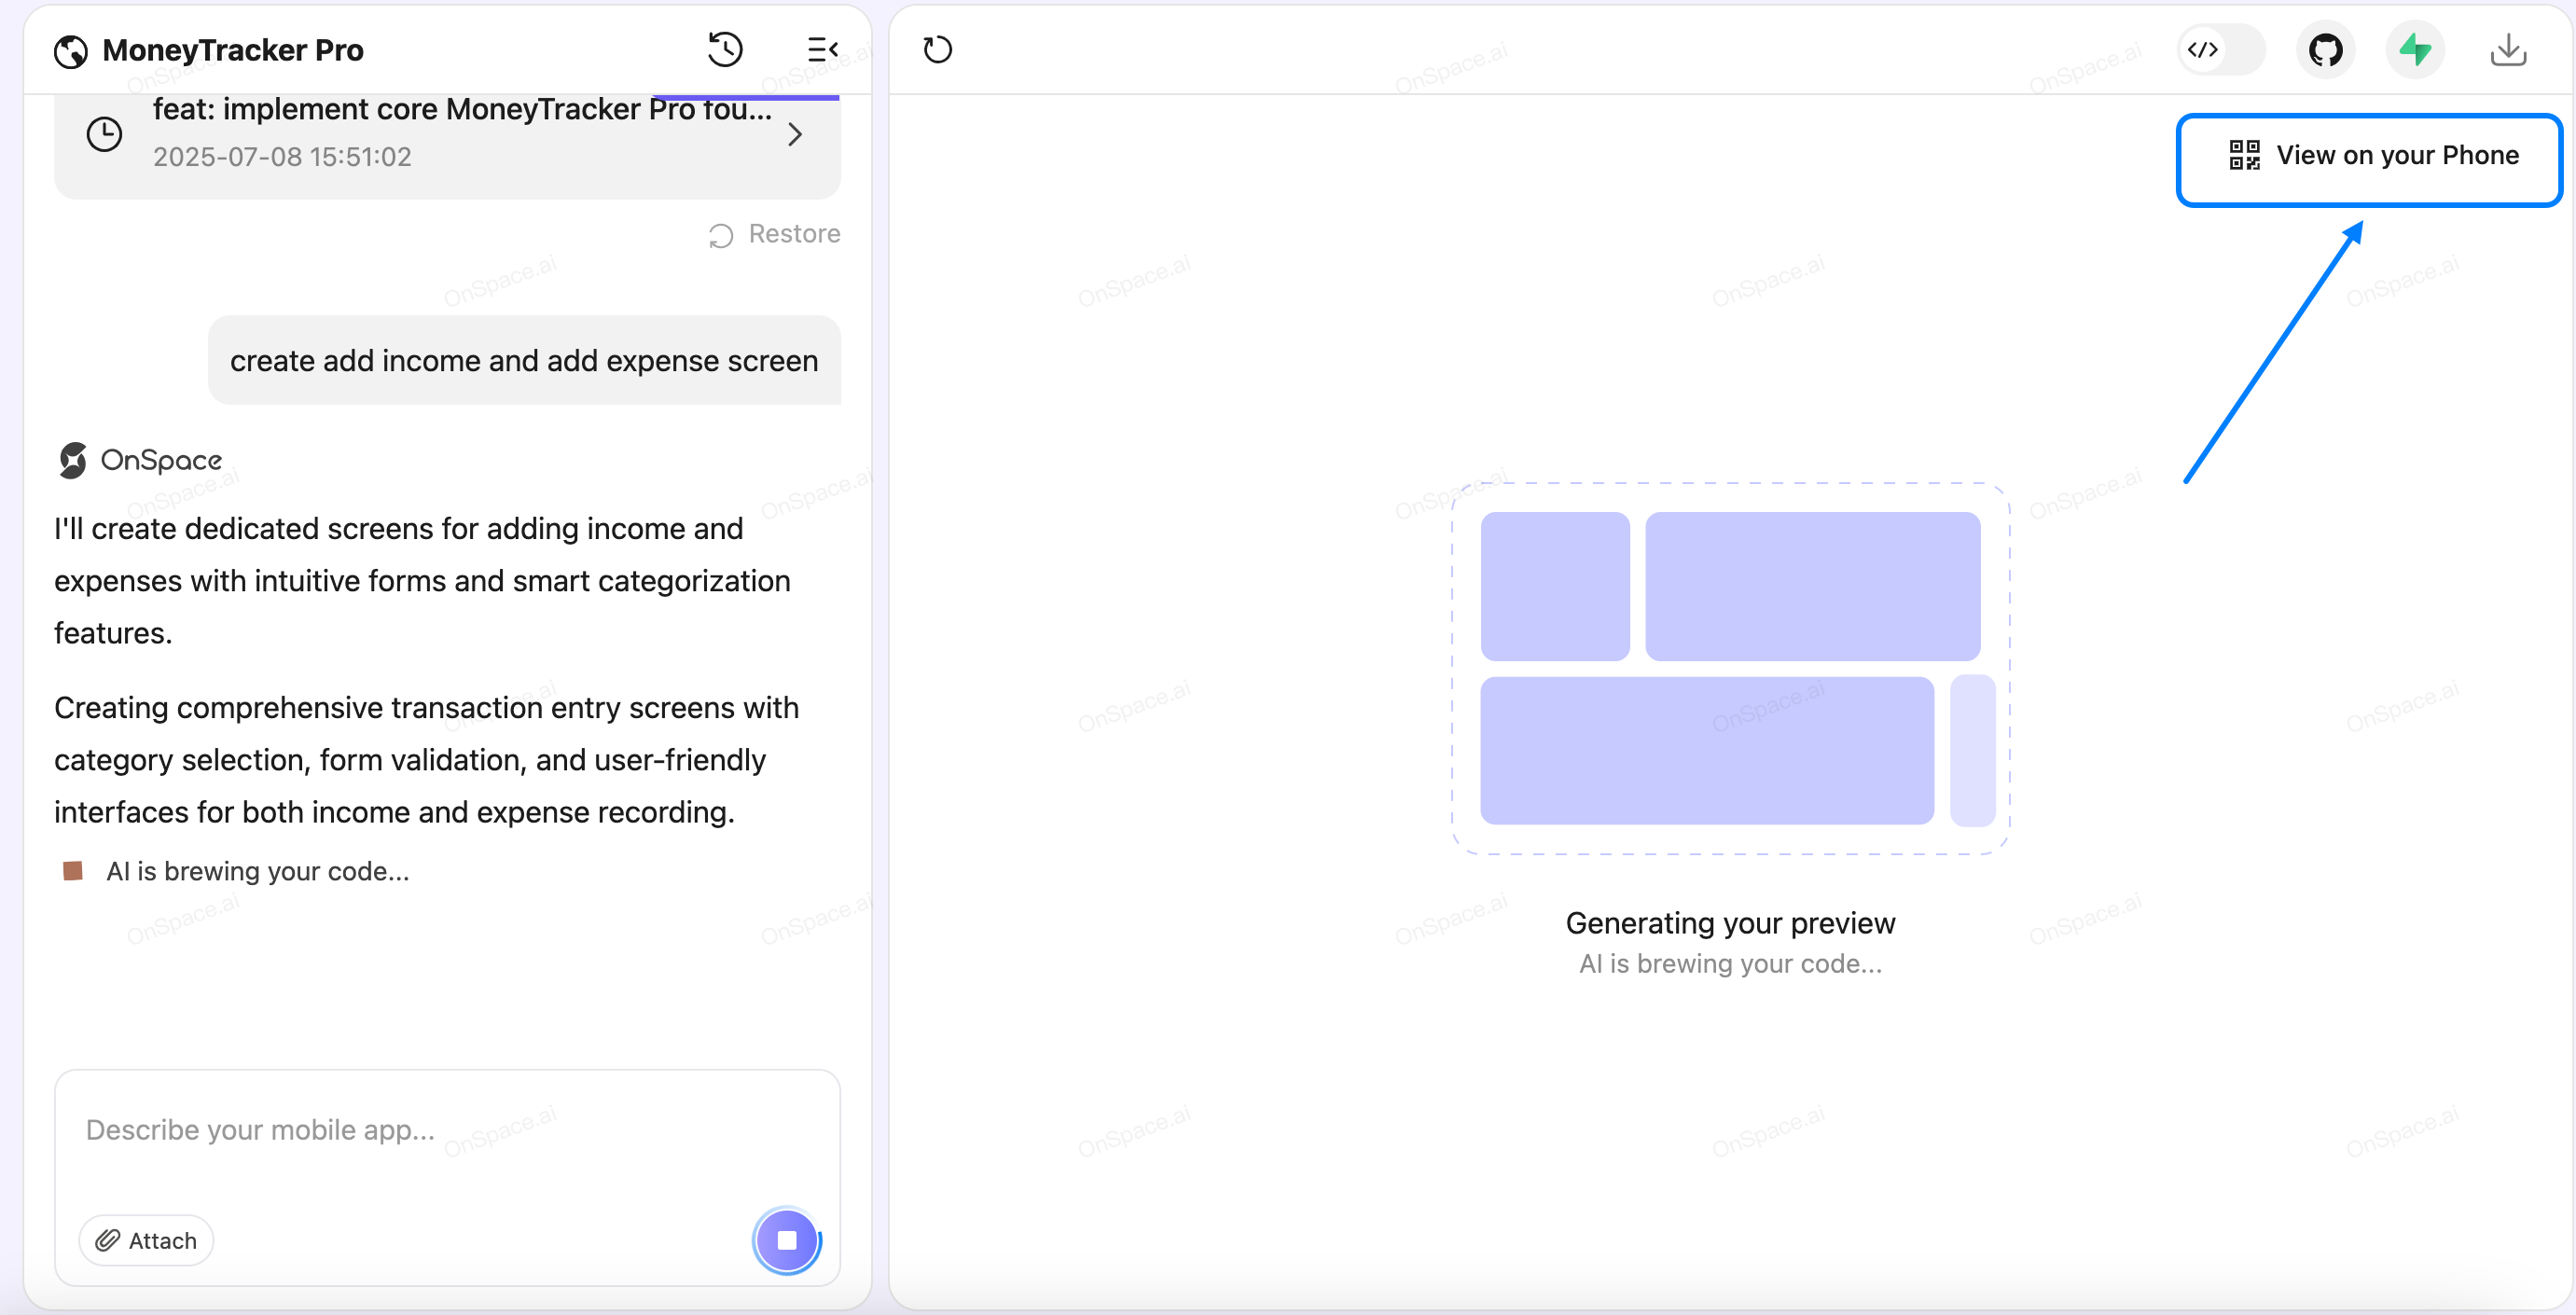 MoneyTracker Pro
feat: implement core MoneyTracker Pro fou...
2025-07-08 15:51:02
Restore
create add income and add expense screen
OnSpace
I'll create dedicated screens for adding income and
expenses with intuitive forms and smart categorization
features.
Creating comprehensive transaction entry screens with
category selection, form validation, and user-friendly
interfaces for both income and expense recording.
AI is brewing your code...
Describe your mobile app...
Attach
</>
View on your Phone
Generating your preview
AI is brewing your code...
OnSpace.ai